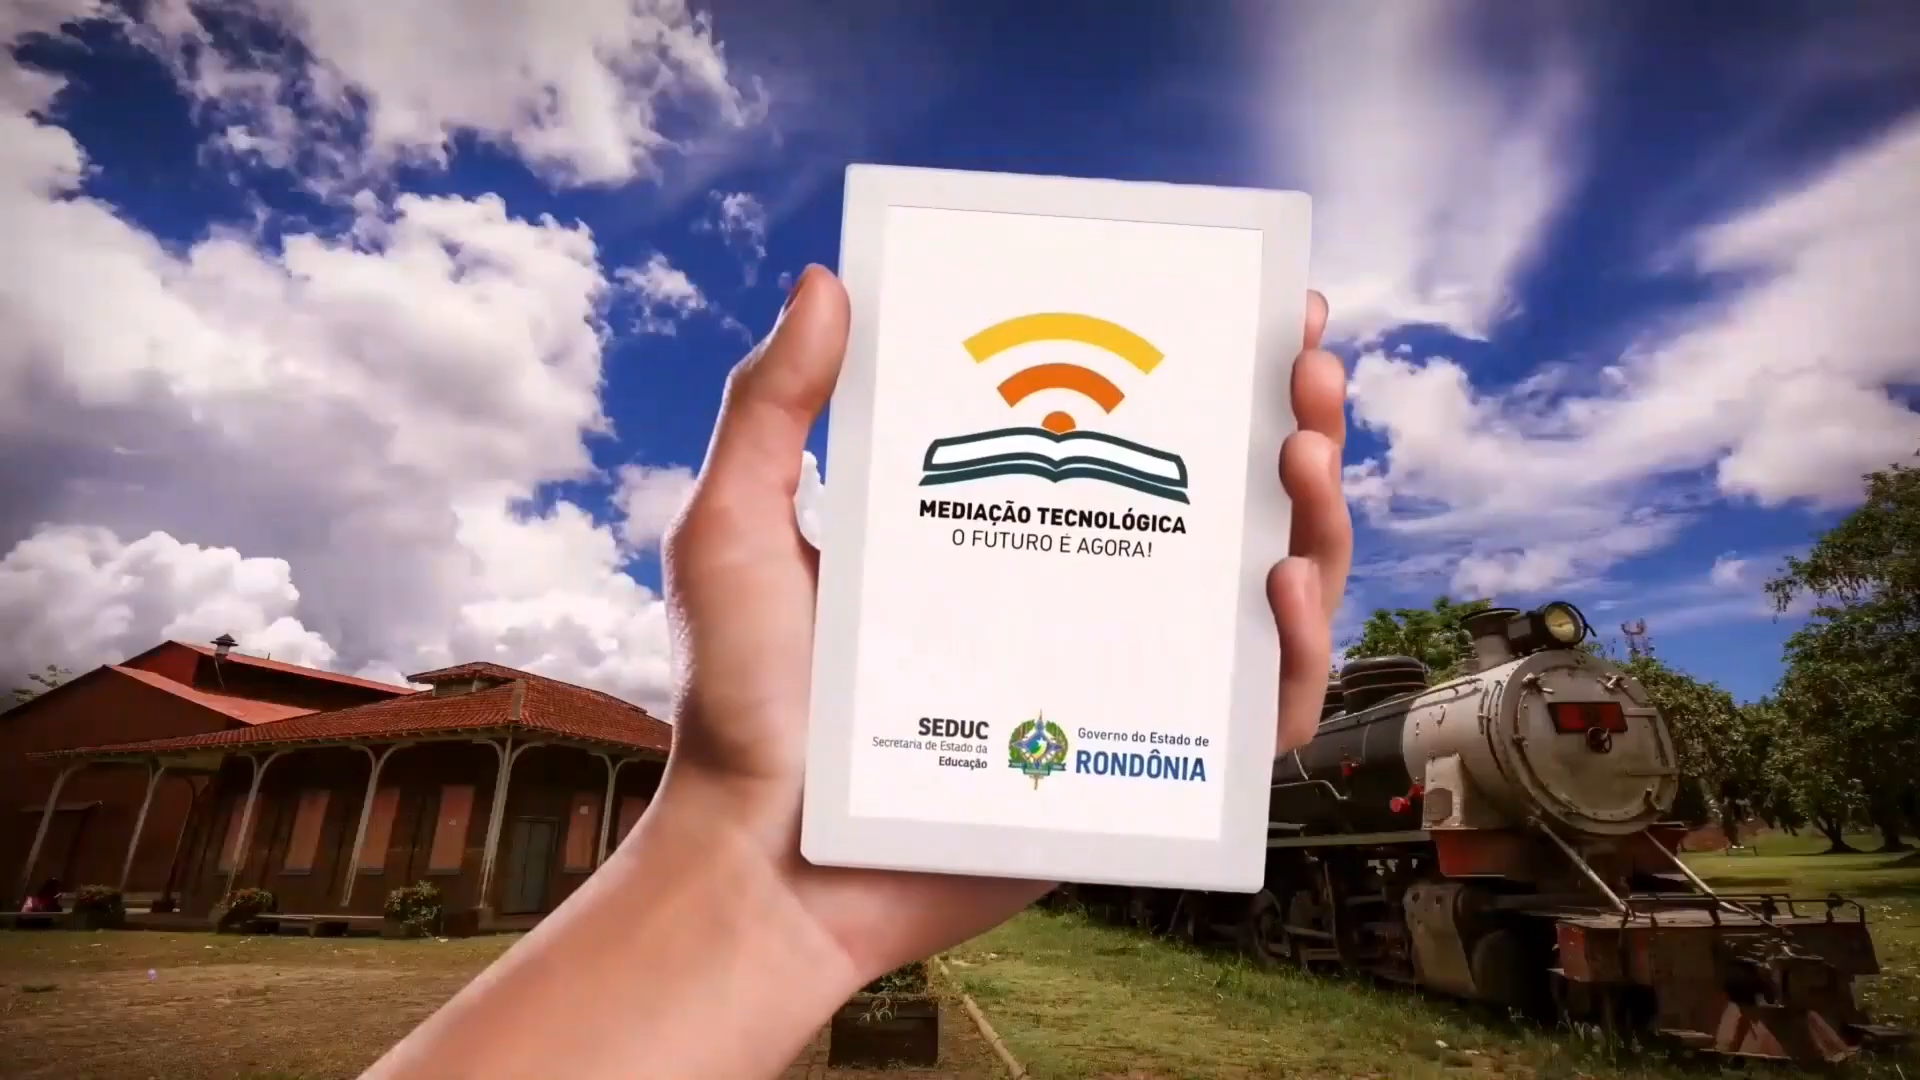 MEDIAÇÃO TECNOLÓGICA
O FUTURO É AGORA!
SEDUC
Secretaria de Estado da
Educação
Governo do Estado de
RONDÔNIA